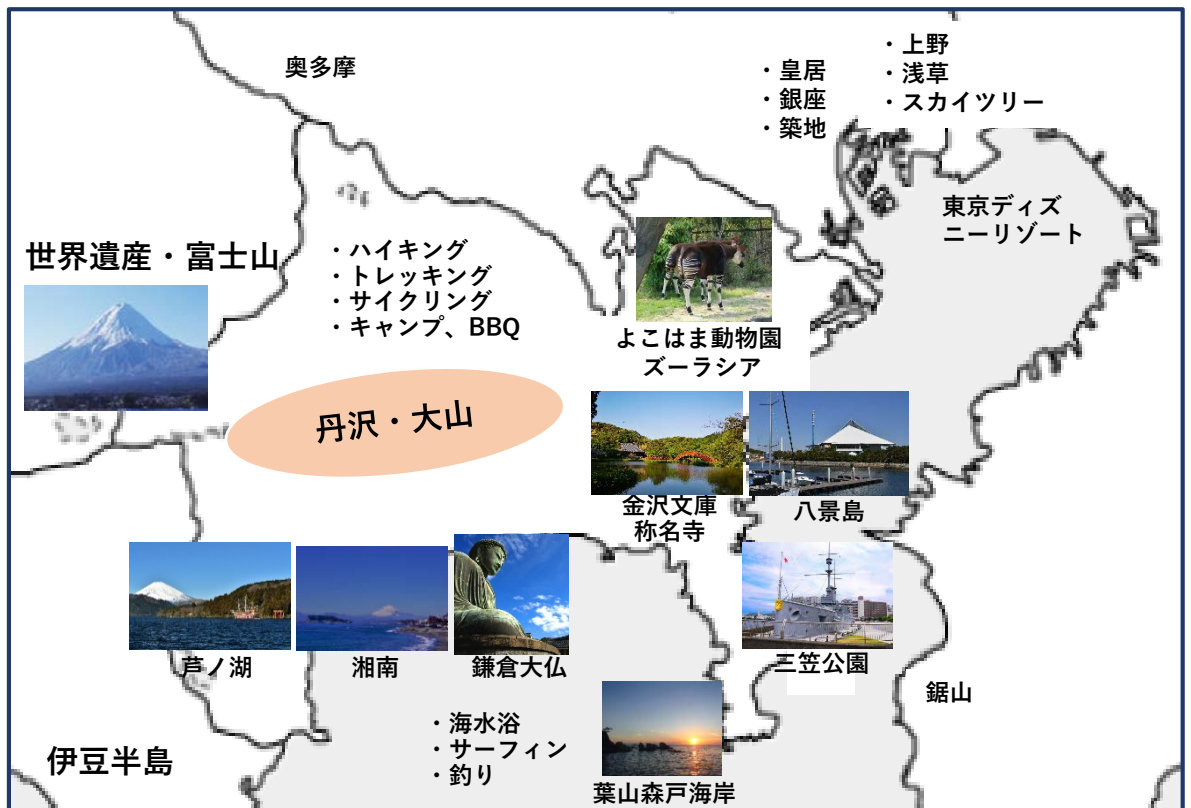 ・上野
・浅草
・スカイツリー
・皇居
・銀座
・築地
奥多摩
東京ディズ
ニーリゾート
世界遺産・富士山
・ハイキング
・トレッキング
・サイクリング
・キャンプ、BBQ
よこはま動物園
ズーラシア
丹沢・大山
金沢文庫
称名寺
八景島
芦ノ湖
湘南
鎌倉大仏
三笠公園
鋸山
・海水浴
・サーフィン
・釣り
伊豆半島
葉山森戸海岸